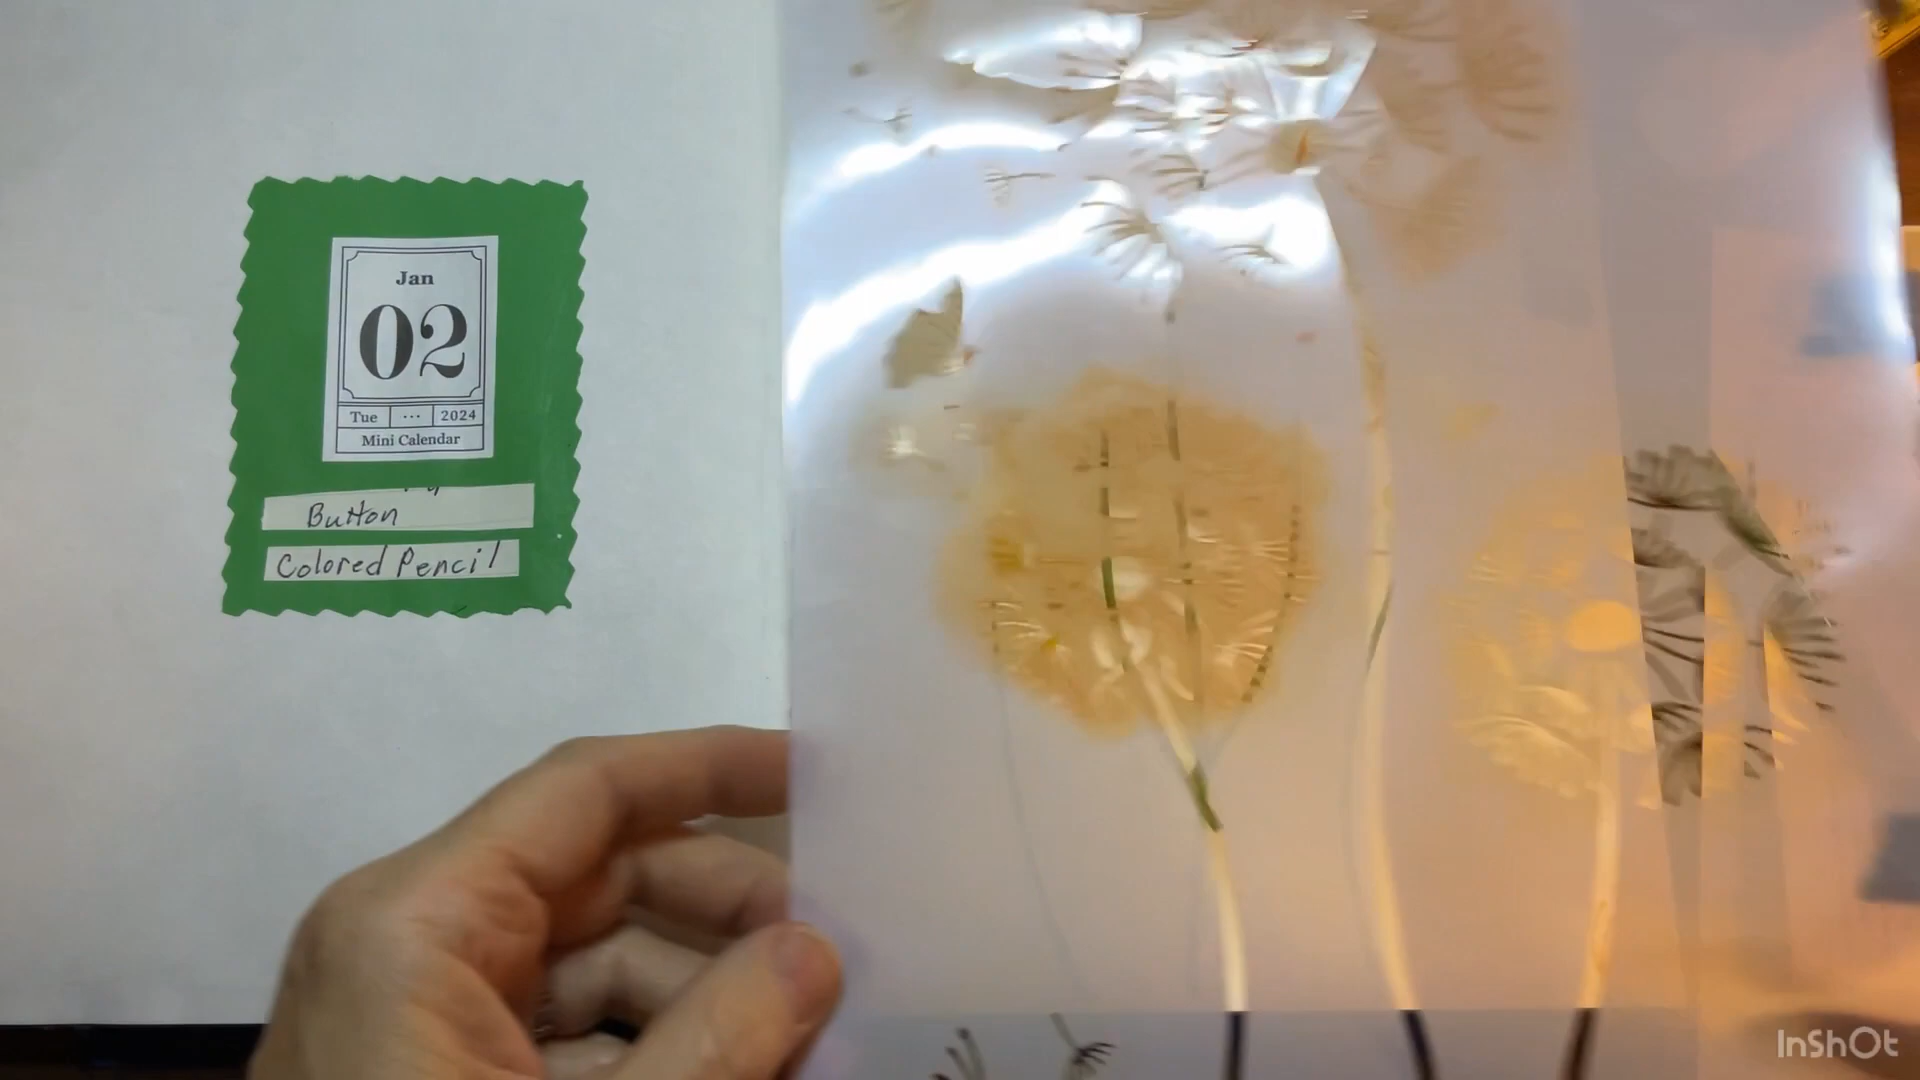 Jan
02
Tue ... 2024
Mini Calendar
Button
Colored Pencil
InShOt